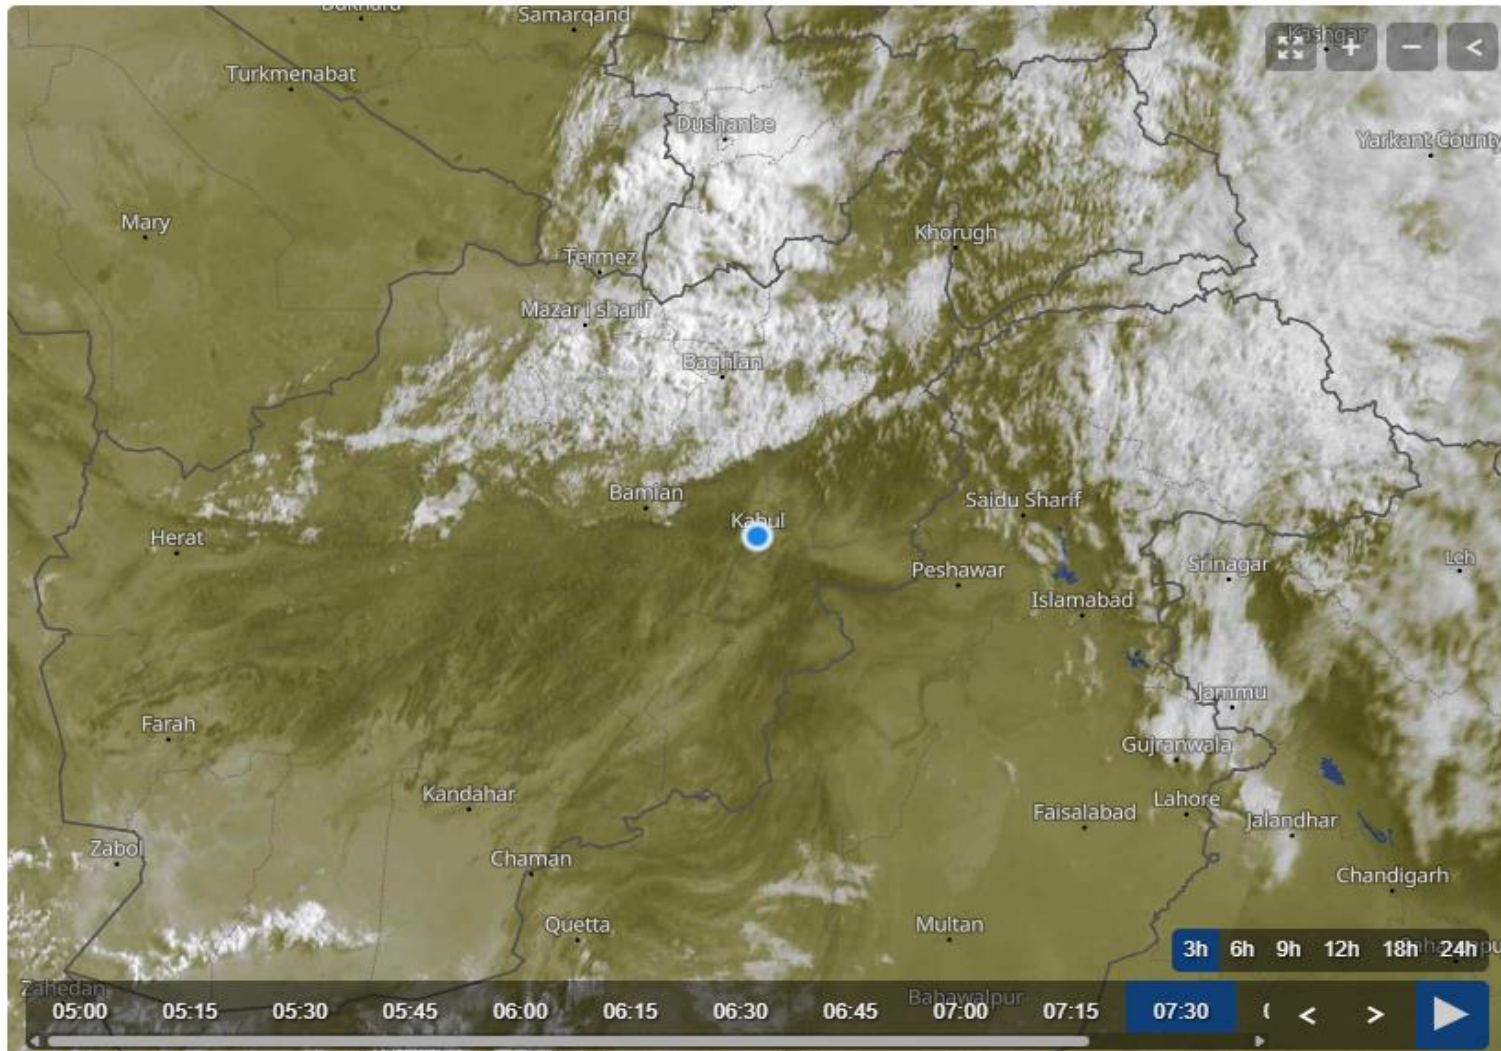 Samarqand
Kashgar
+ − <
Turkmenabat
Dushanbe
Yarkant County
Mary
Khorugh
Termez
Mazar i sharif
Baghlan
Bamian
Saidu Sharif
Kabul
Herat
Srinagar
Leh
Peshawar
Islamabad
Jammu
Farah
Gujranwala
Kandahar
Lahore
Faisalabad
Jalandhar
Zabol
Chaman
Chandigarh
Quetta
Multan
3h 6h 9h 12h 18h 24h
Zahedan
Bahawalpur
05:00 05:15 05:30 05:45 06:00 06:15 06:30 06:45 07:00 07:15 07:30 < >